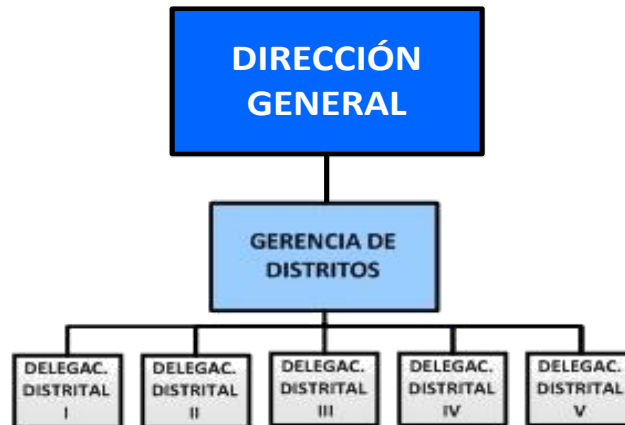 DIRECCIÓN
GENERAL
GERENCIA DE
DISTRITOS
DELEGAC.
DISTRITAL
I
DELEGAC.
DISTRITAL
II
DELEGAC.
DISTRITAL
III
DELEGAC.
DISTRITAL
IV
DELEGAC.
DISTRITAL
V